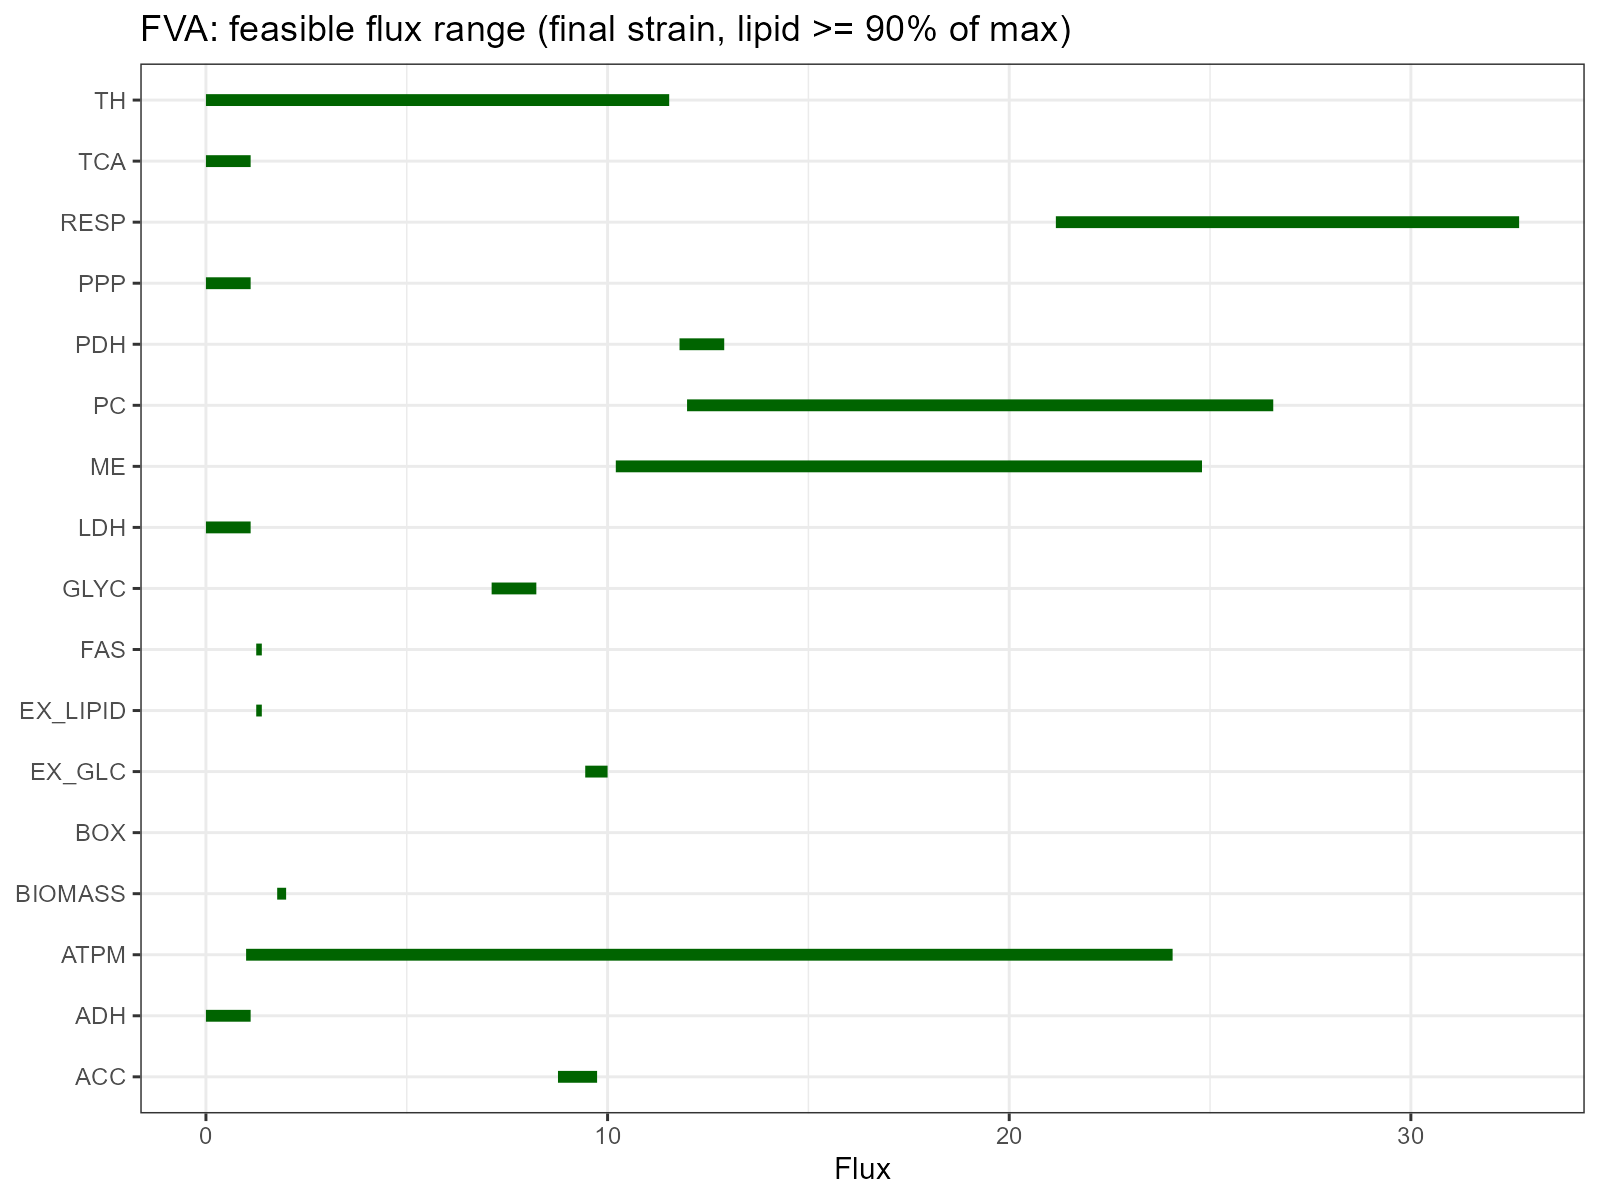 FVA: feasible flux range (final strain, lipid >= 90% of max)
TH
TCA
RESP
PPP
PDH
PC
ME
LDH
GLYC
FAS
EX_LIPID
EX_GLC
BOX
BIOMASS
ATPM
ADH
ACC
0 10 20 30
Flux